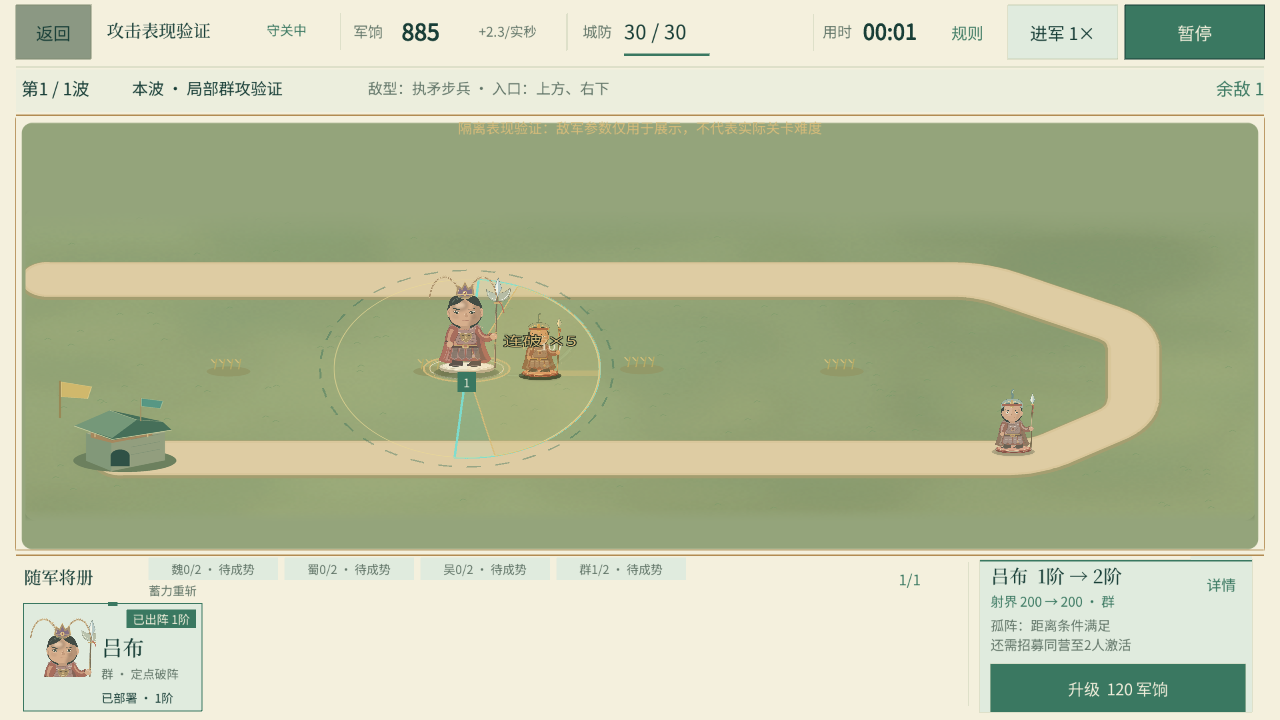 返回
攻击表现验证
守关中
军饷 885 +2.3/实秒
城防 30 / 30
用时 00:01
规则
进军 1×
暂停
第1 / 1波
本波 · 局部群攻验证
敌型：执矛步兵 · 入口：上方、右下
余敌 1
隔离表现验证：敌军参数仅用于展示，不代表实际关卡难度
连破 ×5
1
随军将册
魏0/2 · 待成势
蜀0/2 · 待成势
吴0/2 · 待成势
群1/2 · 待成势
蓄力重斩
1/1
已出阵 1阶
吕布
群 · 定点破阵
已部署 · 1阶
吕布 1阶 → 2阶
详情
射界 200 → 200 · 群
孤阵：距离条件满足
还需招募同营至2人激活
升级 120 军饷